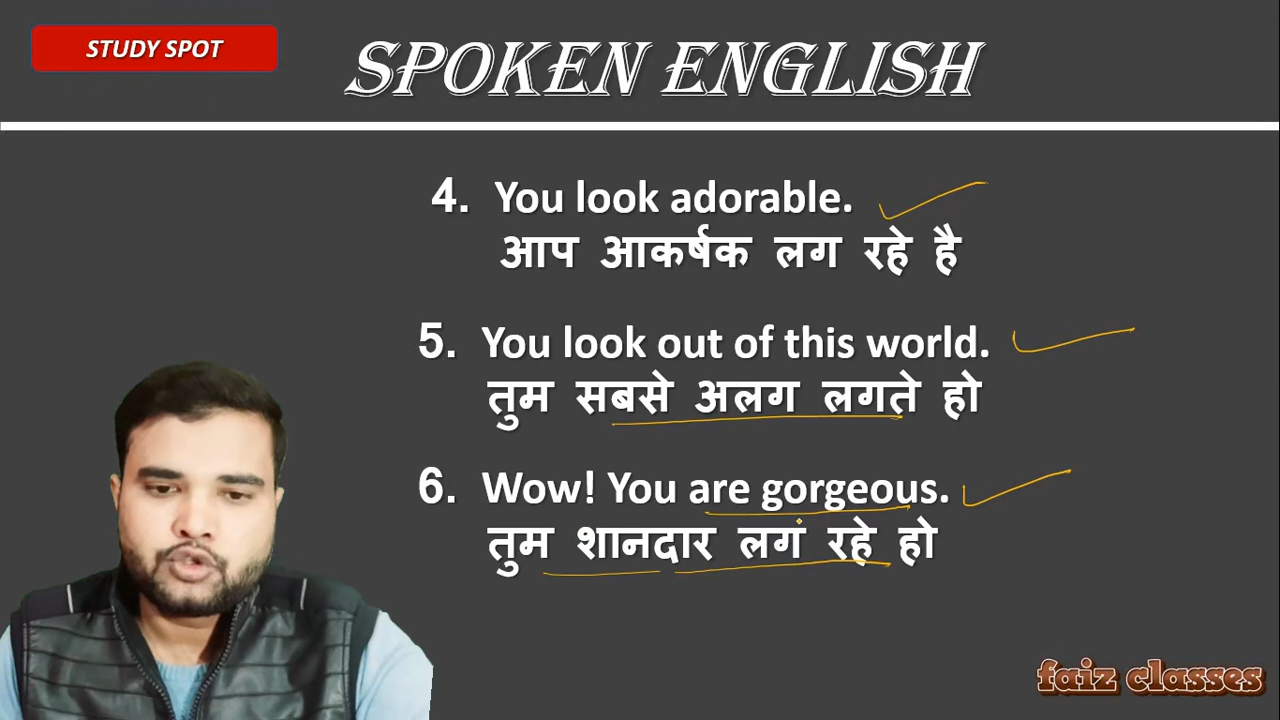 STUDY SPOT
SPOKEN ENGLISH
4. You look adorable.
आप आकर्षक लग रहे है
5. You look out of this world.
तुम सबसे अलग लगते हो
6. Wow! You are gorgeous.
तुम शानदार लग रहे हो
faiz classes